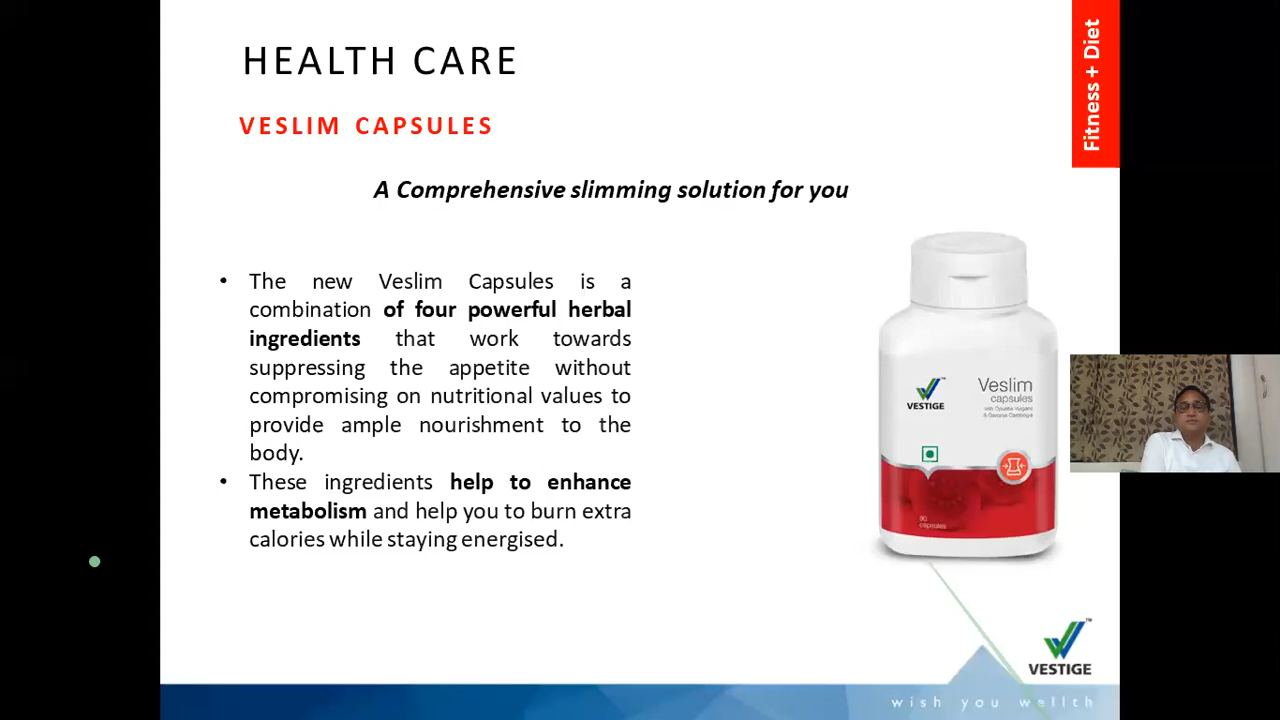 HEALTH CARE
Fitness + Diet
VESLIM CAPSULES
A Comprehensive slimming solution for you
• The new Veslim Capsules is a
combination of four powerful herbal
ingredients that work towards
suppressing the appetite without
compromising on nutritional values to
provide ample nourishment to the
body.
• These ingredients help to enhance
metabolism and help you to burn extra
calories while staying energised.
VESTIGE
Veslim
capsules
90
capsules
VESTIGE
wish you wellth